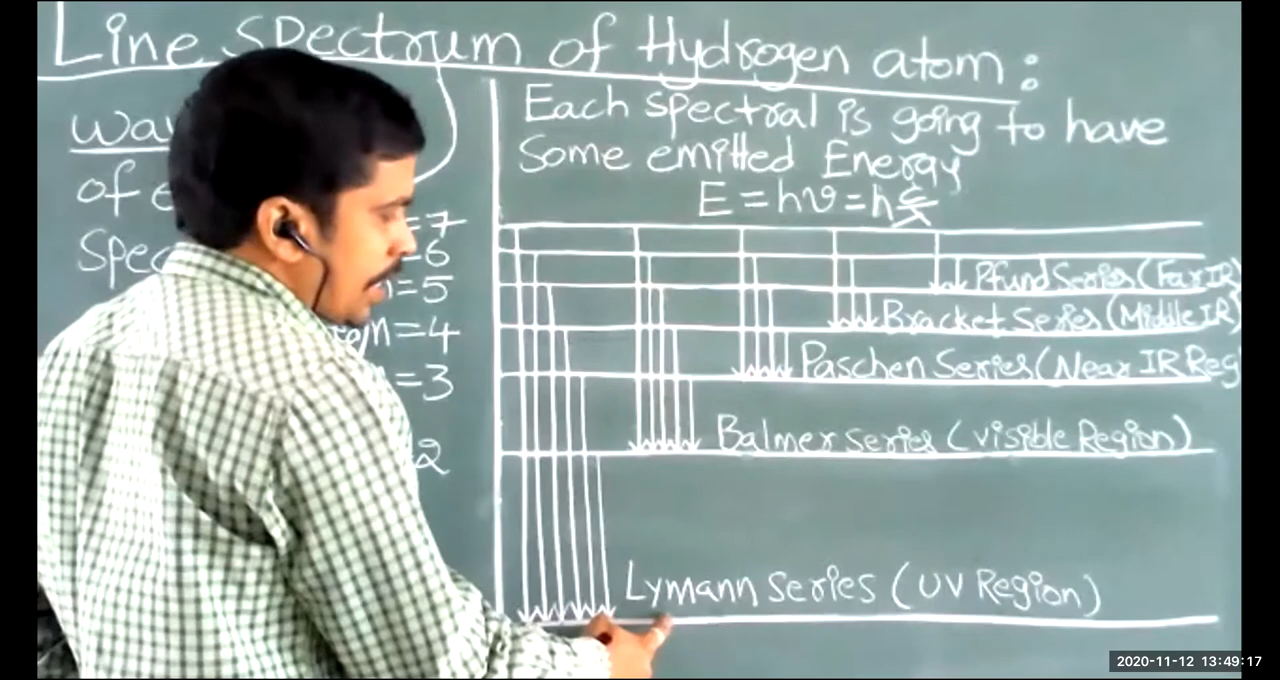 Line Spectrum of Hydrogen atom:
of
=7
=6
=5
n=4
=3
2
Each spectral is going to have
Some emitted Energy
E = hν = h c/λ
Pfund Series (Far IR)
Bracket Series (Middle IR)
Paschen Series (Near IR Reg
Balmer series (visible Region)
Lymann series (UV Region)
2020-11-12 13:49:17